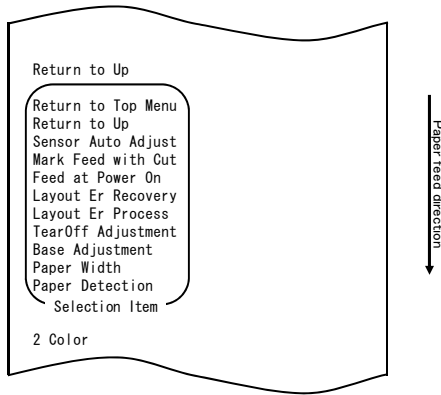 Return to Up
Return to Top Menu
Return to Up
Sensor Auto Adjust
Mark Feed with Cut
Feed at Power On
Layout Er Recovery
Layout Er Process
TearOff Adjustment
Base Adjustment
Paper Width
Paper Detection
Selection Item
2 Color
Paper feed direction